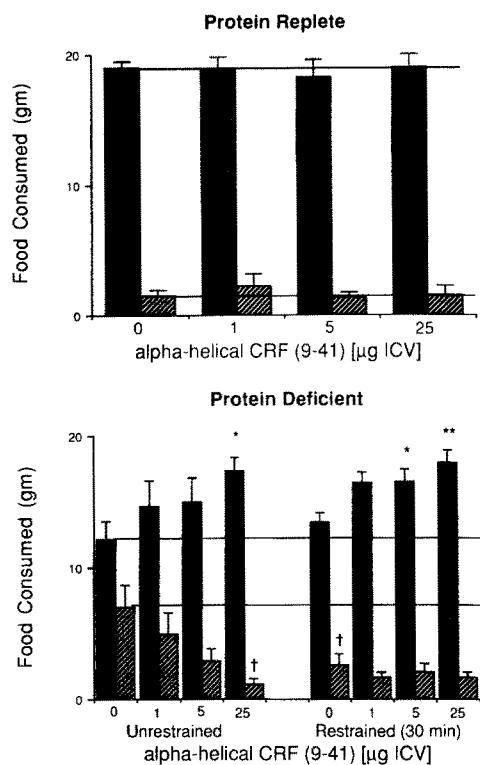 Protein Replete
20
10
0
Food Consumed (gm)
0 1 5 25
alpha-helical CRF (9-41) [µg ICV]
Protein Deficient
* * **
20
10
0
Food Consumed (gm)
† †
0 1 5 25 0 1 5 25
Unrestrained Restrained (30 min)
alpha-helical CRF (9-41) [µg ICV]